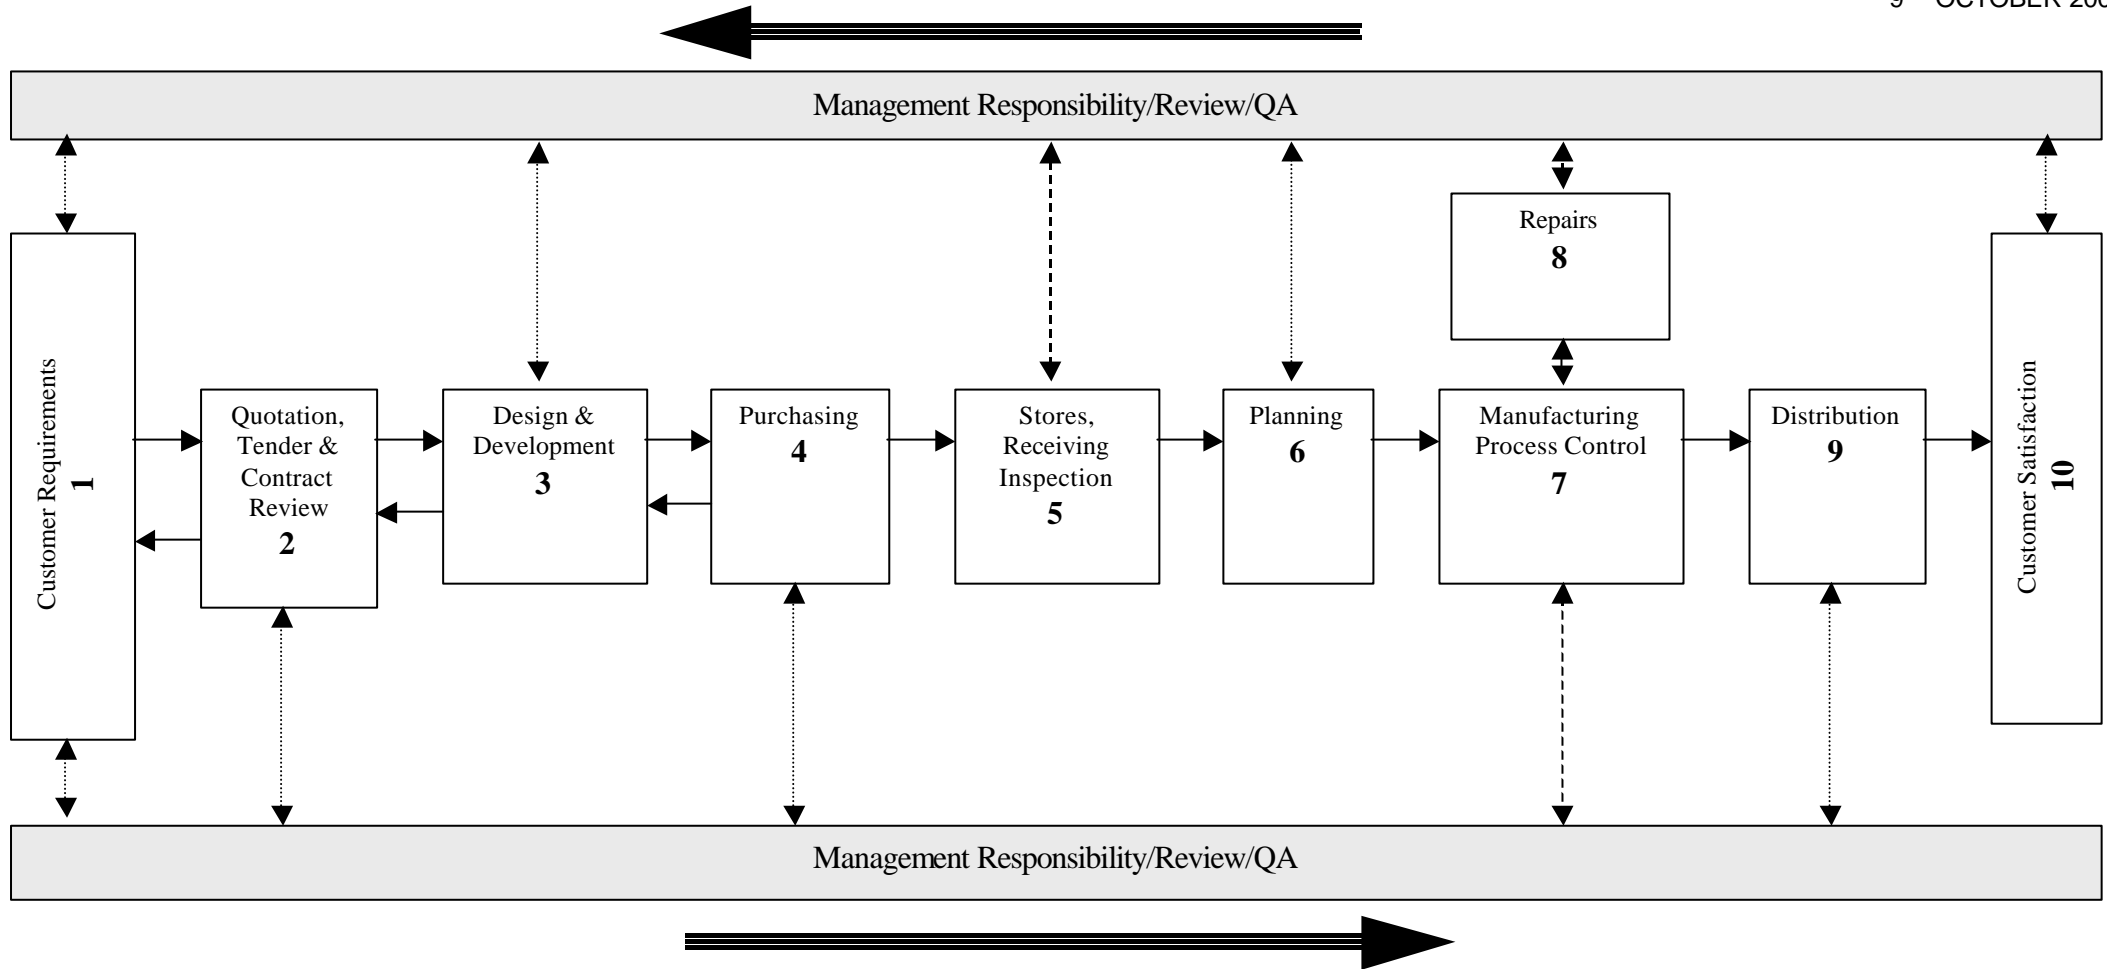 9 OCTOBER
Management Responsibility/Review/QA
Customer Requirements
1
Quotation,
Tender &
Contract
Review
2
Design &
Development
3
Purchasing
4
Stores,
Receiving
Inspection
5
Planning
6
Repairs
8
Manufacturing
Process Control
7
Distribution
9
Customer Satisfaction
10
Management Responsibility/Review/QA